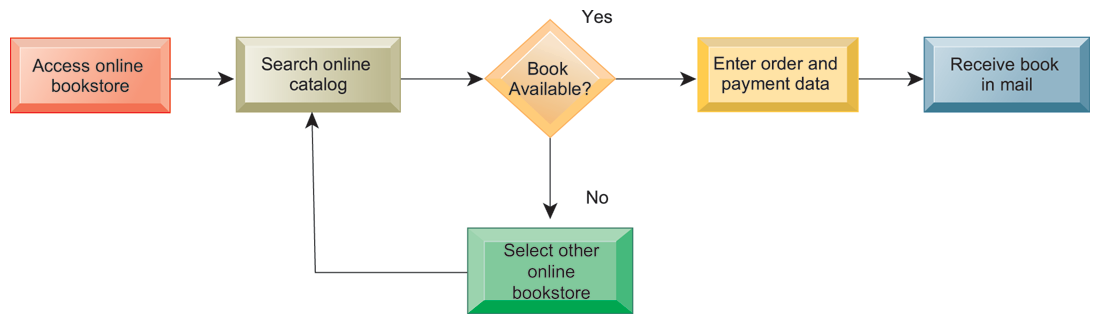 Access online
bookstore
Search online
catalog
Book
Available?
Yes
Enter order and
payment data
Receive book
in mail
No
Select other
online
bookstore